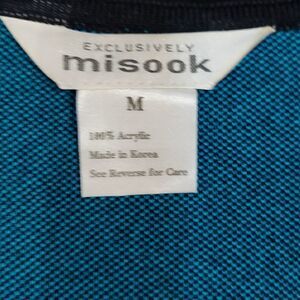 EXCLUSIVELY
misook
M
100% Acrylic
Made in Korea
See Reverse for Care